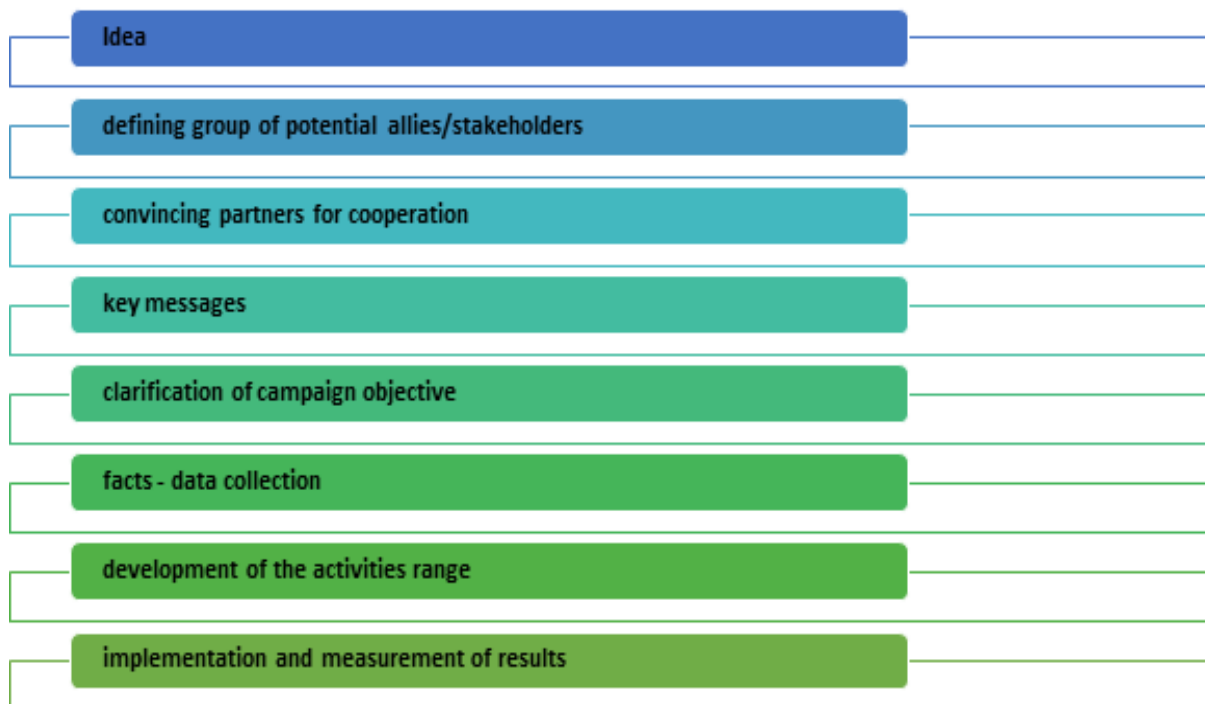 Idea
defining group of potential allies/stakeholders
convincing partners for cooperation
key messages
clarification of campaign objective
facts - data collection
development of the activities range
implementation and measurement of results